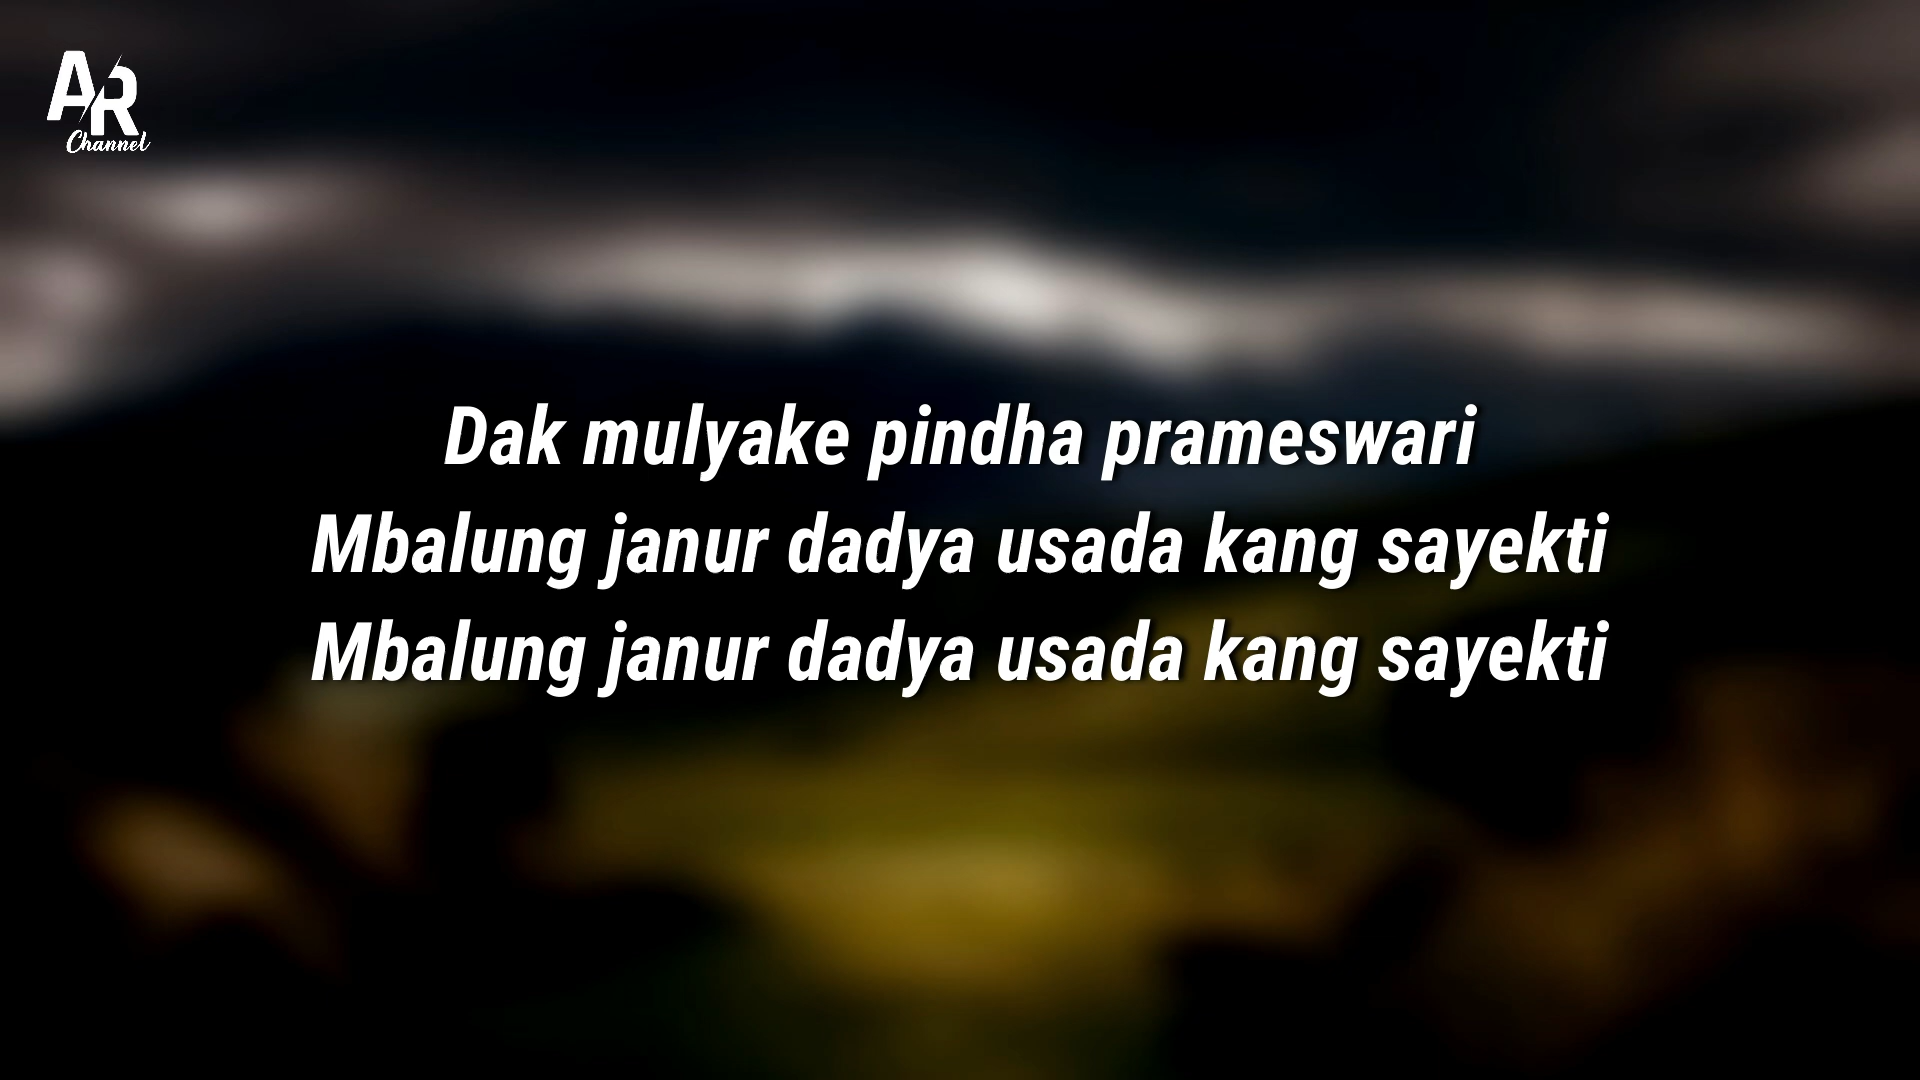 AR
Channel
Dak mulyake pindha prameswari
Mbalung janur dadya usada kang sayekti
Mbalung janur dadya usada kang sayekti